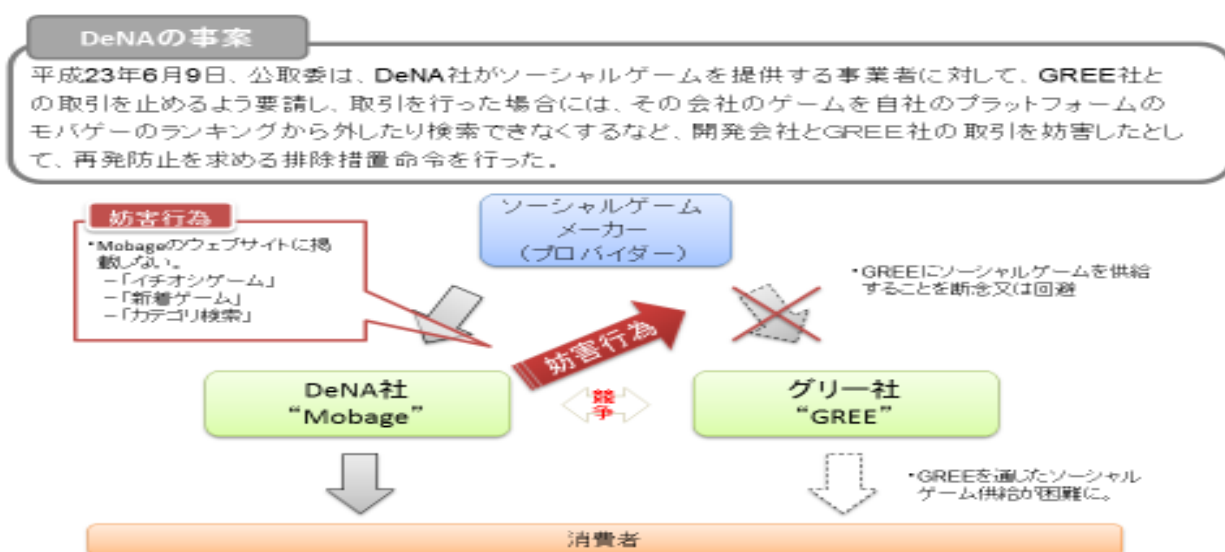 DeNAの事案
平成23年6月9日、公取委は、DeNA社がソーシャルゲームを提供する事業者に対して、GREE社と
の取引を止めるよう要請し、取引を行った場合には、その会社のゲームを自社のプラットフォームの
モバゲーのランキングから外したり検索できなくするなど、開発会社とGREE社の取引を妨害したとし
て、再発防止を求める排除措置命令を行った。
ソーシャルゲーム
メーカー
(プロバイダー)
妨害行為
・Mobageのウェブサイトに掲
載しない。
－「イチオシゲーム」
－「新着ゲーム」
－「カテゴリ検索」
・GREEにソーシャルゲームを供給
することを断念又は回避
妨害行為
DeNA社
“Mobage”
競
争
グリー社
“GREE”
・GREEを通したソーシャル
ゲーム供給が困難に。
消費者